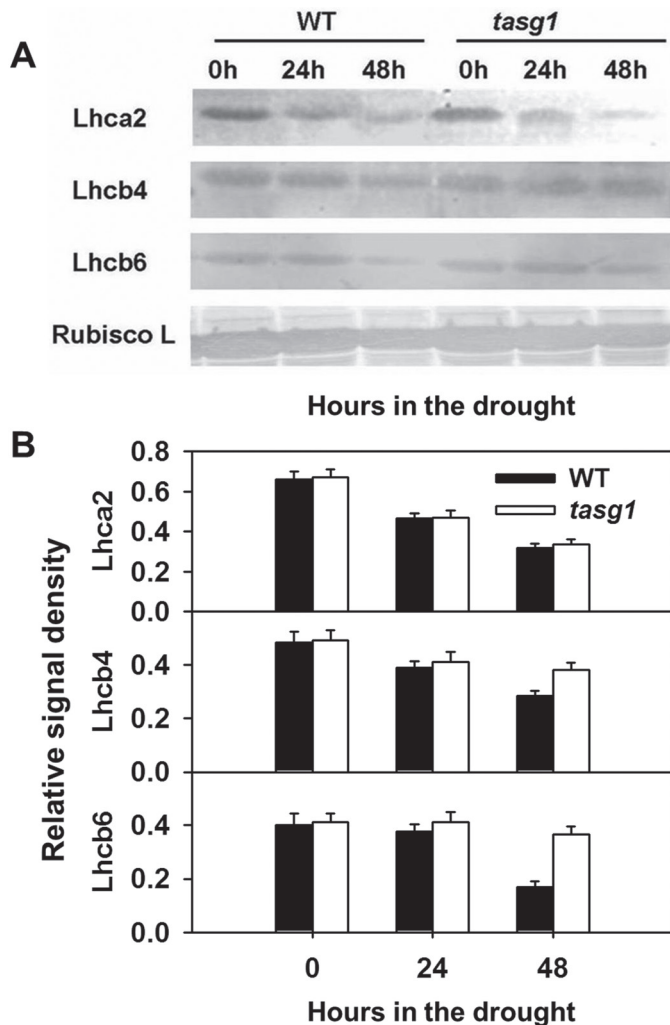 A
WT tasg1
0h 24h 48h 0h 24h 48h
Lhca2
Lhcb4
Lhcb6
Rubisco L
Hours in the drought
B
Relative signal density
Lhca2
0.8
0.6
0.4
0.2
0.0
WT
tasg1
Lhcb4
0.4
0.2
0.0
Lhcb6
0.4
0.2
0.0
0 24 48
Hours in the drought